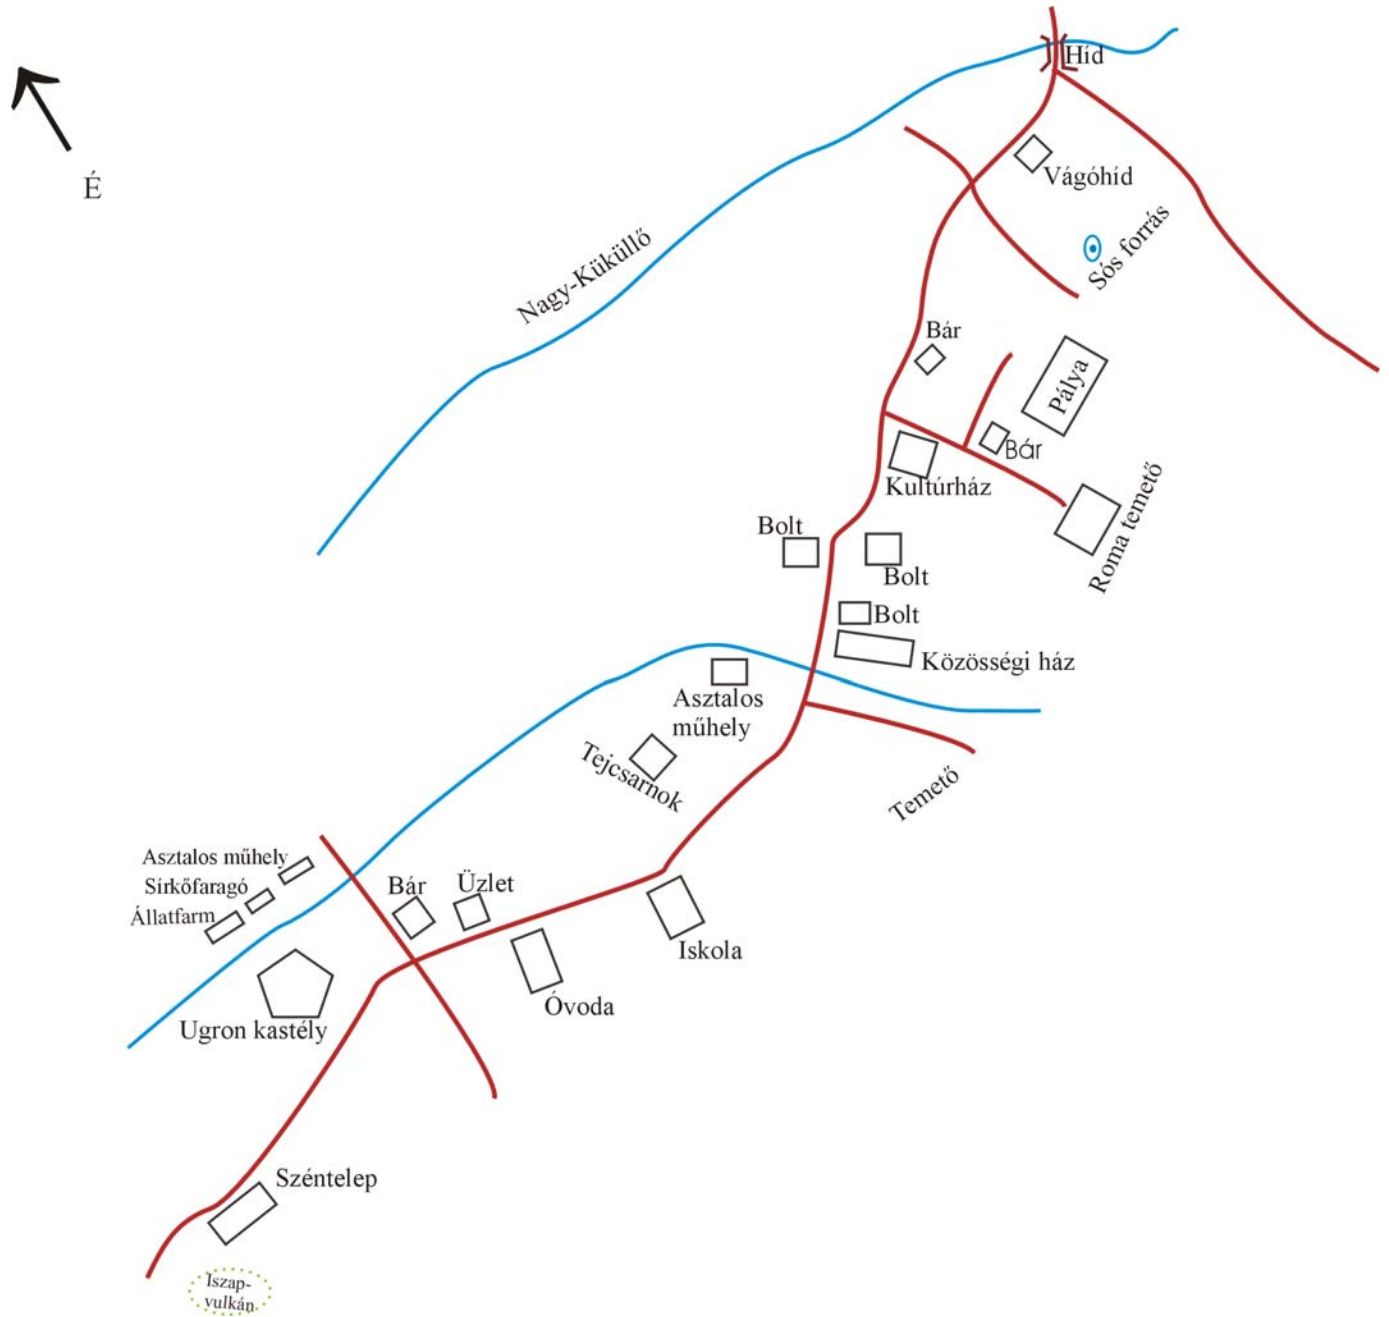 Híd
É
Vágóhíd
Sós forrás
Nagy-Küküllő
Bár
Pálya
Bár
Kultúrház
Roma temető
Bolt
Bolt
Bolt
Közösségi ház
Asztalos
műhely
Tejcsarnok
Temető
Asztalos műhely
Sírkőfaragó
Állatfarm
Bár
Üzlet
Iskola
Óvoda
Ugron kastély
Széntelep
Iszap-
vulkán